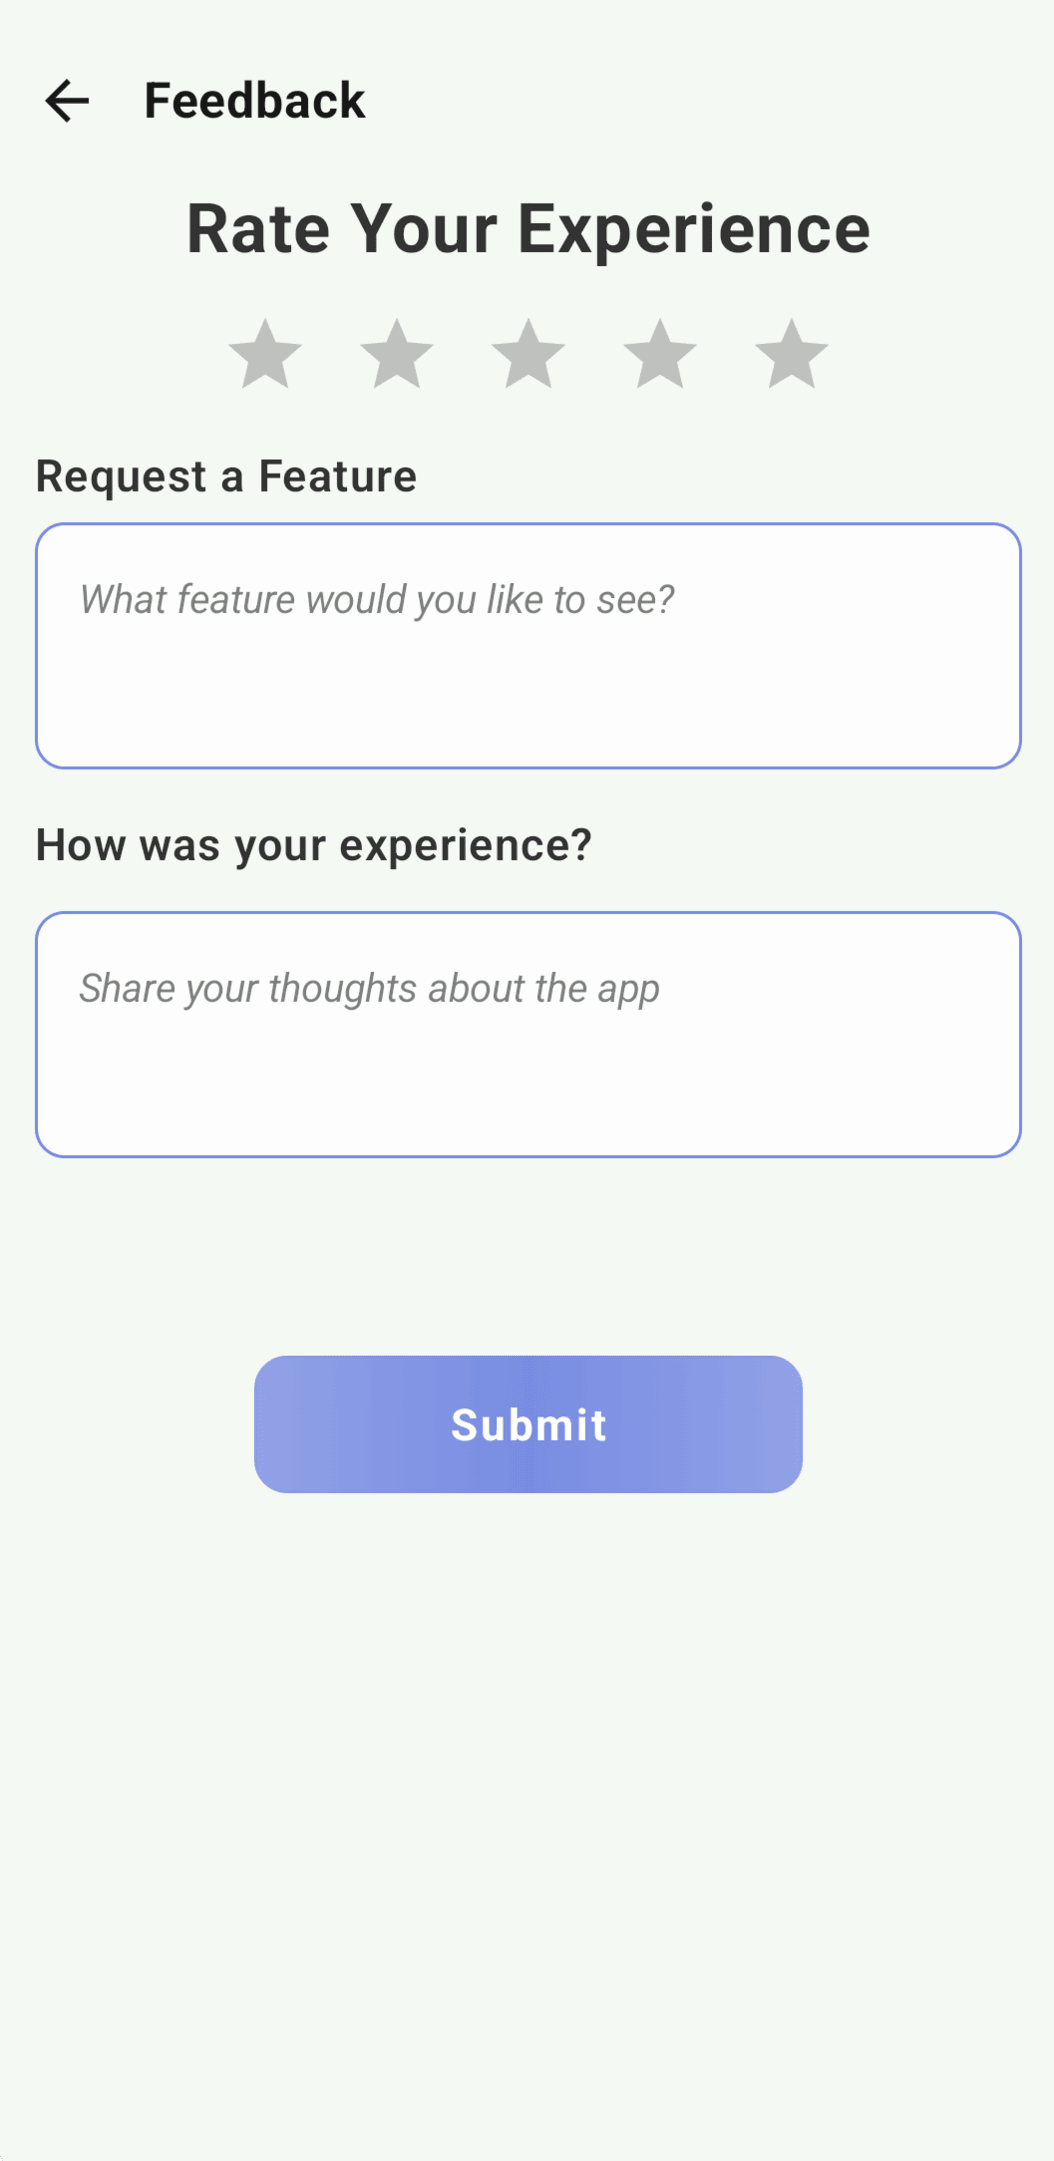 Feedback
Rate Your Experience
Request a Feature
What feature would you like to see?
How was your experience?
Share your thoughts about the app
Submit